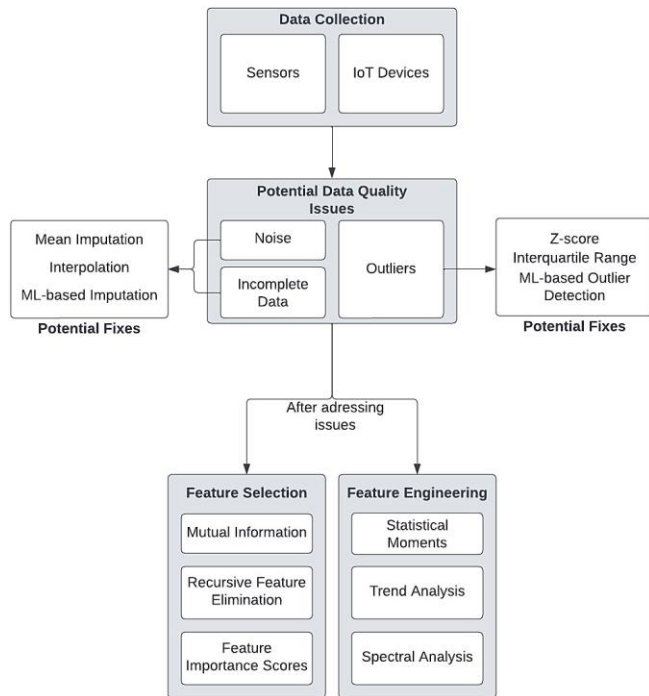 Data Collection
Sensors
IoT Devices
Potential Data Quality
Issues
Noise
Incomplete
Data
Outliers
Mean Imputation
Interpolation
ML-based Imputation
Potential Fixes
Z-score
Interquartile Range
ML-based Outlier
Detection
Potential Fixes
After adressing
issues
Feature Selection
Mutual Information
Recursive Feature
Elimination
Feature
Importance Scores
Feature Engineering
Statistical
Moments
Trend Analysis
Spectral Analysis